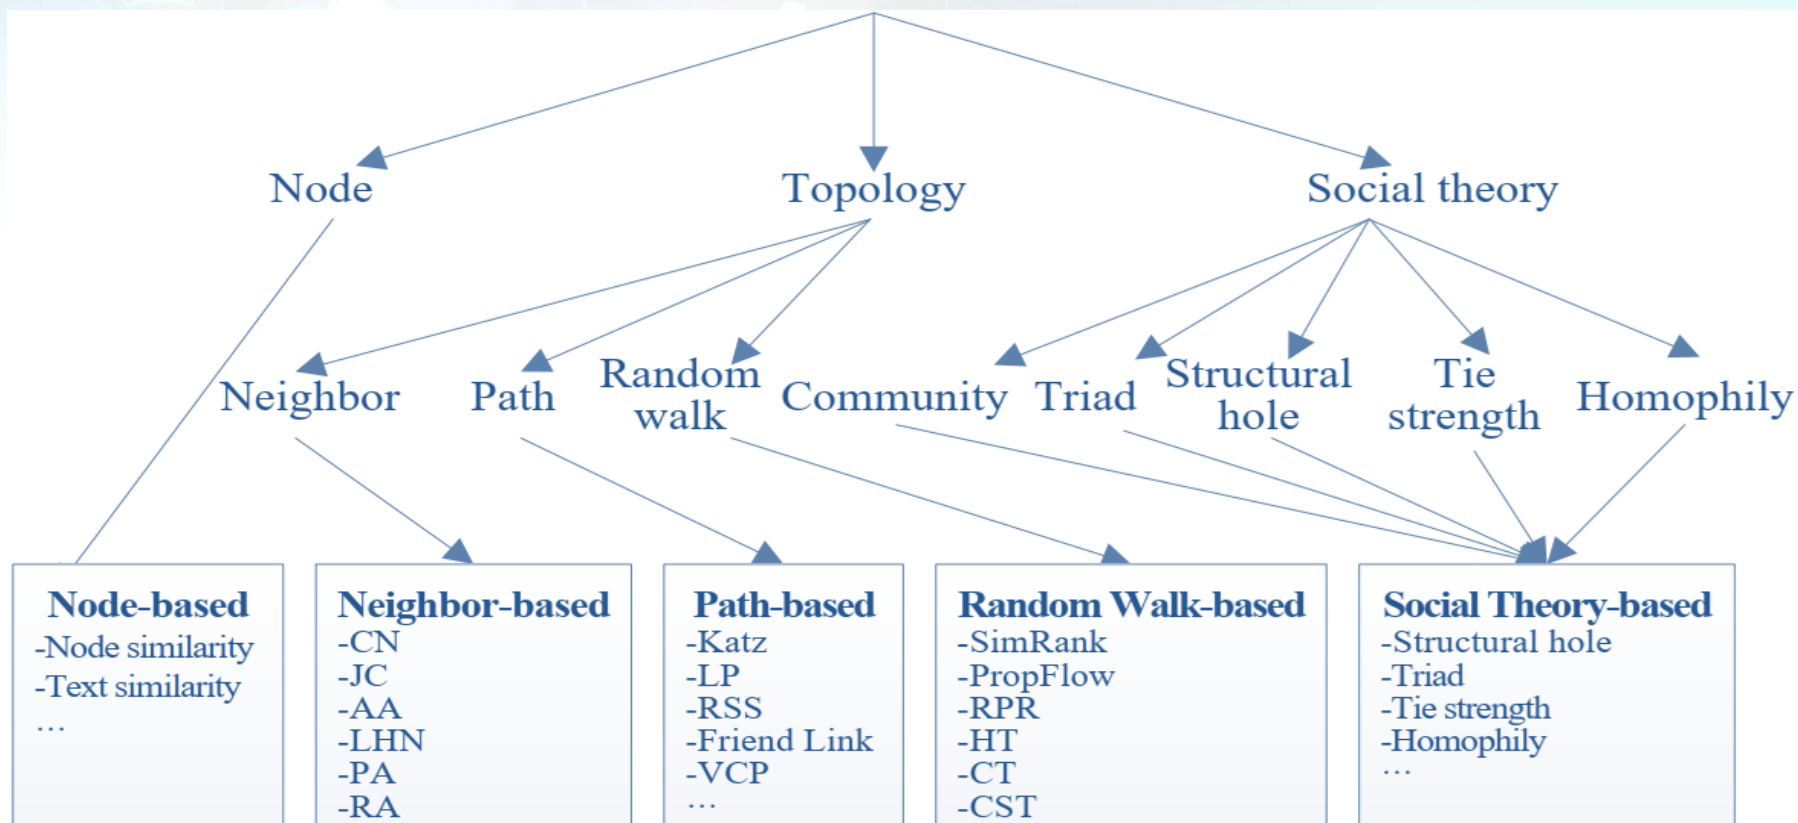 Node
Topology
Social theory
Neighbor
Path
Random
walk
Community
Triad
Structural
hole
Tie
strength
Homophily
Node-based
-Node similarity
-Text similarity
…
Neighbor-based
-CN
-JC
-AA
-LHN
-PA
-RA
Path-based
-Katz
-LP
-RSS
-Friend Link
-VCP
…
Random Walk-based
-SimRank
-PropFlow
-RPR
-HT
-CT
-CST
Social Theory-based
-Structural hole
-Triad
-Tie strength
-Homophily
…